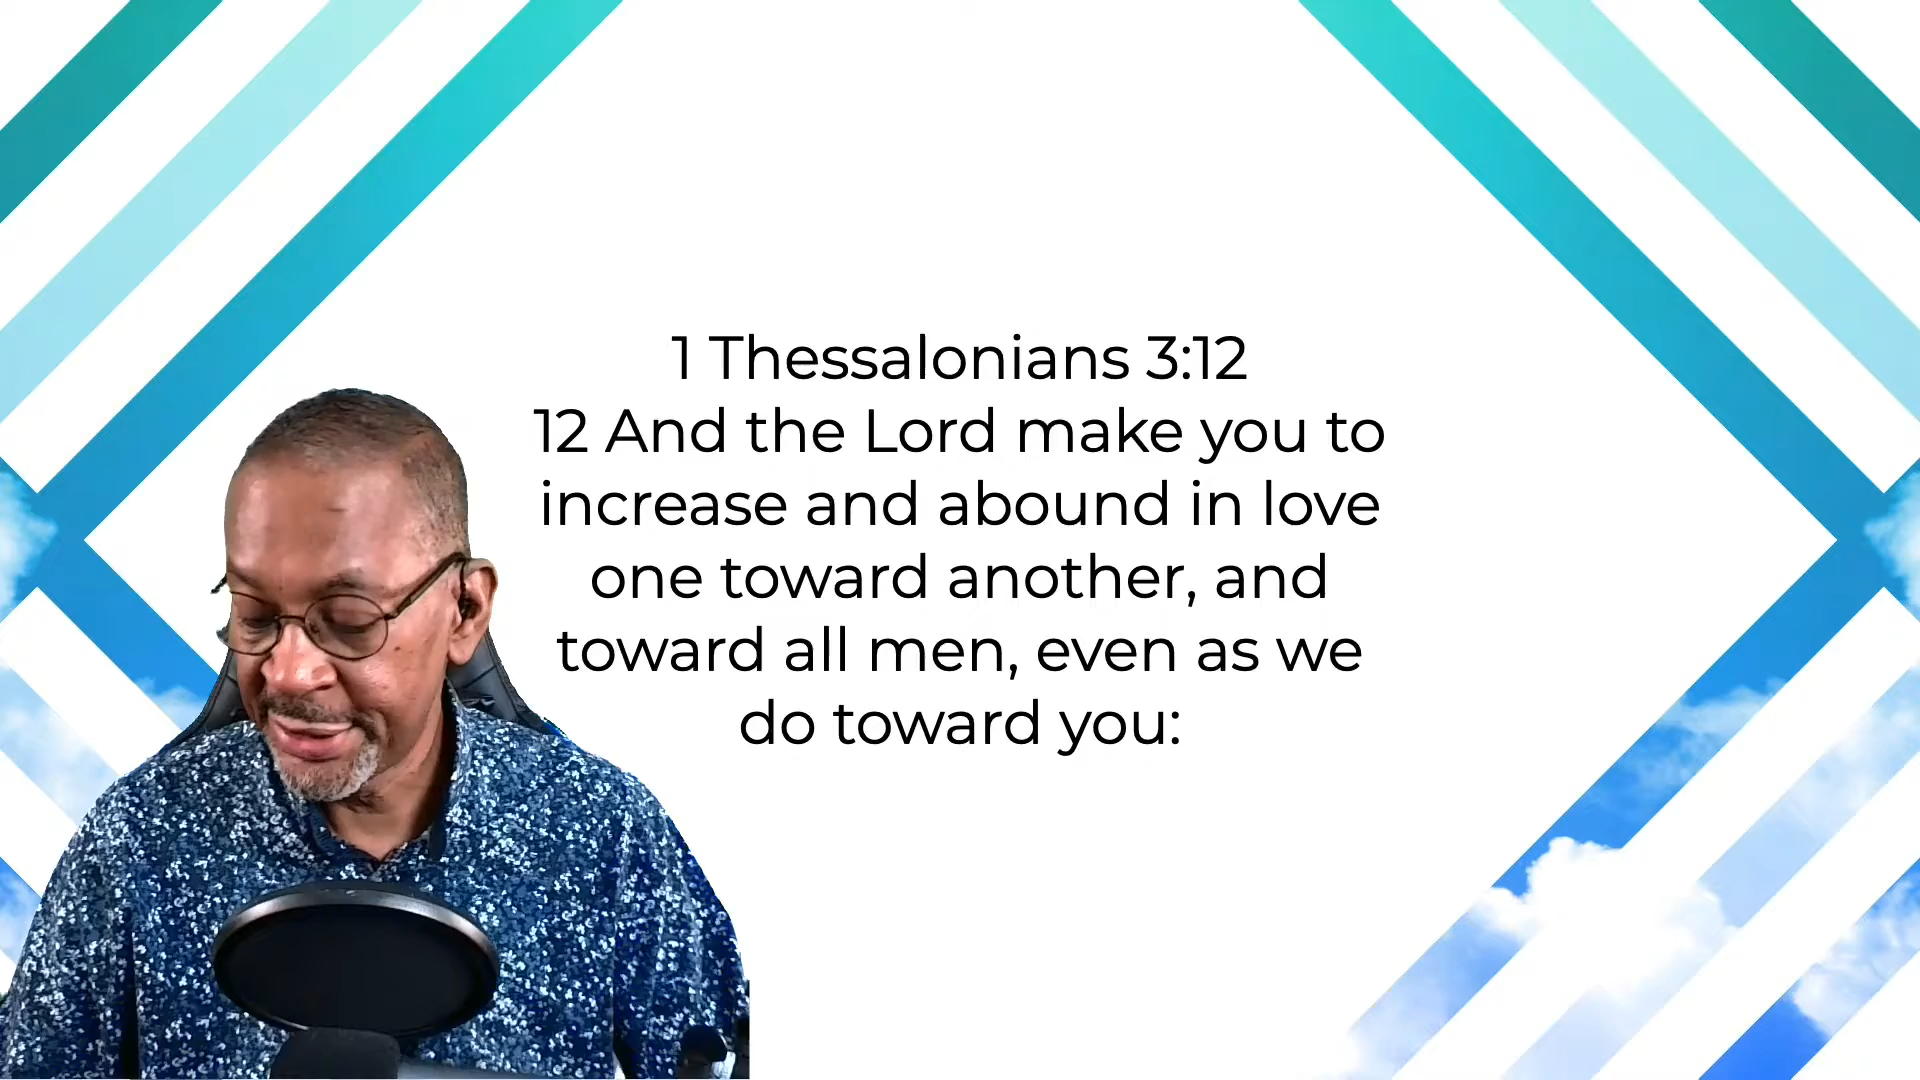 1 Thessalonians 3:12
12 And the Lord make you to
increase and abound in love
one toward another, and
toward all men, even as we
do toward you: